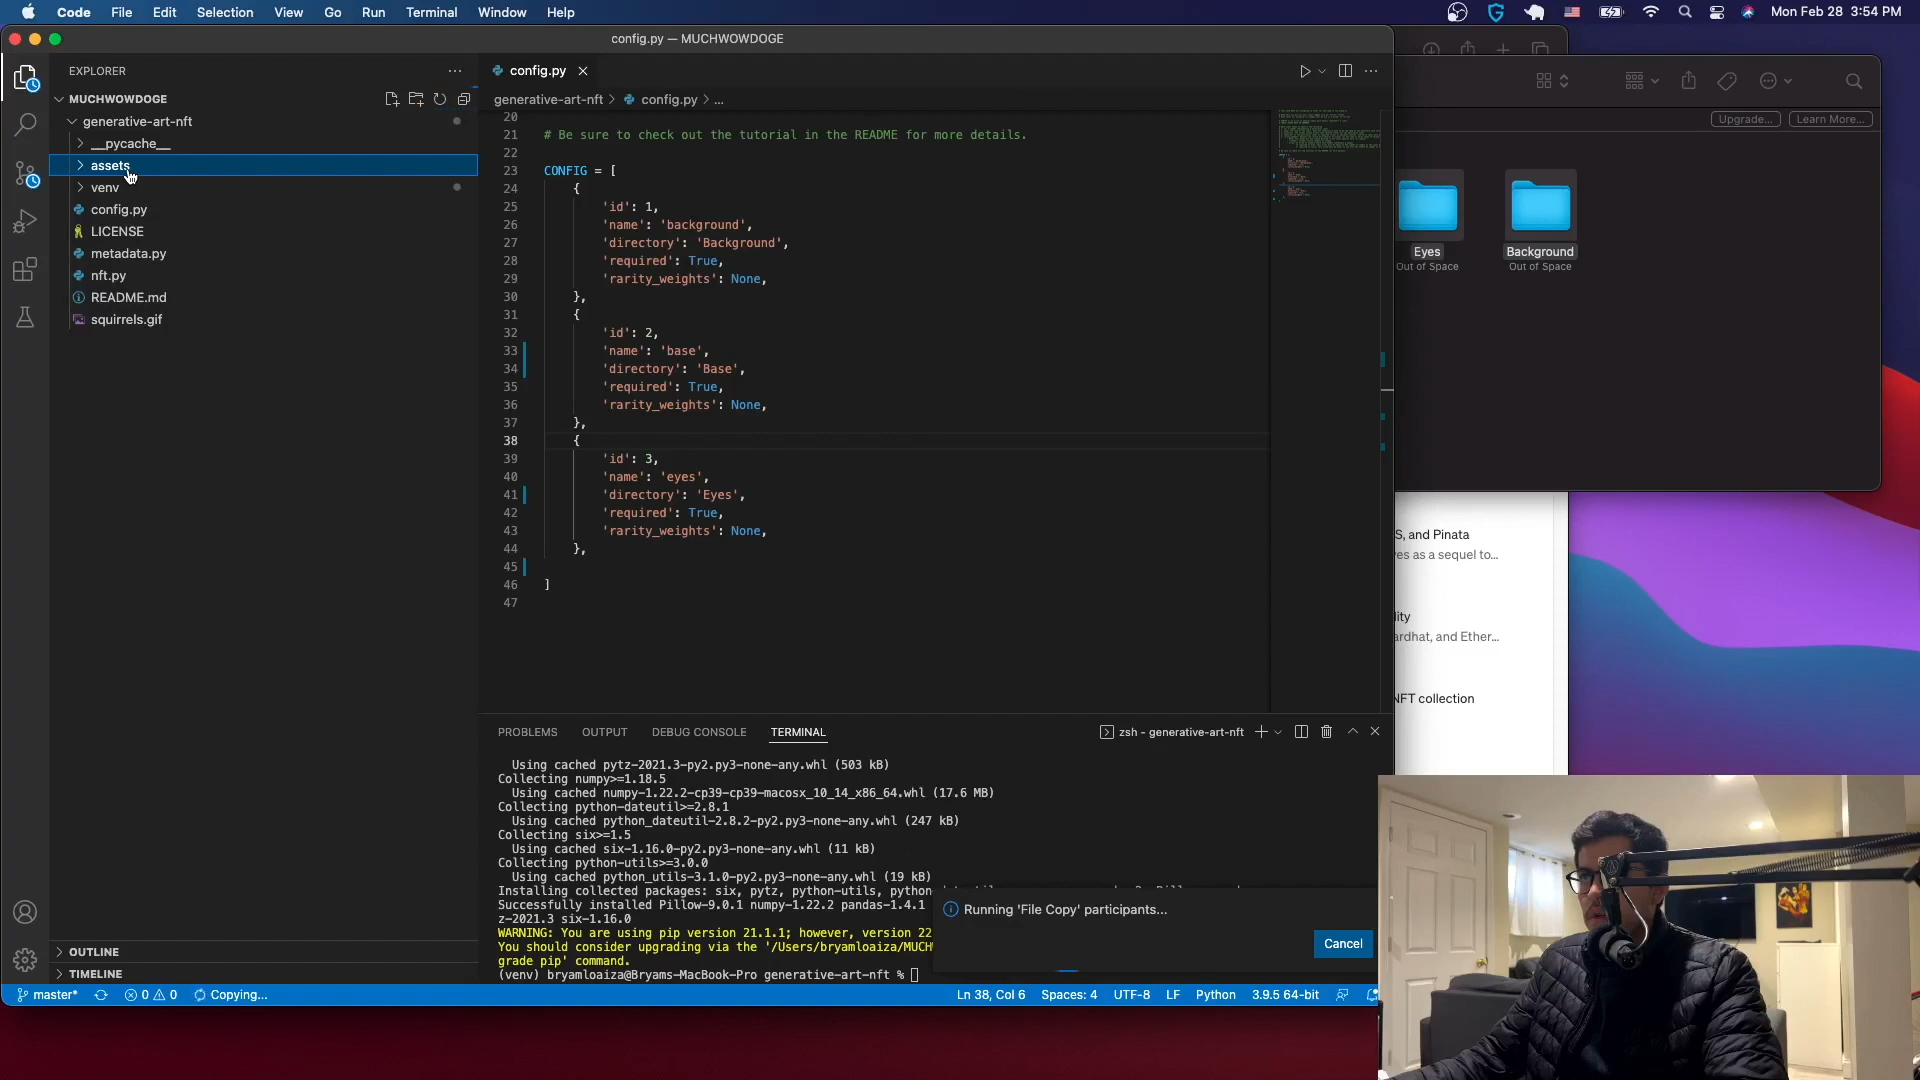 Code File Edit Selection View Go Run Terminal Window Help
Mon Feb 28 3:54 PM
config.py — MUCHWOWDOGE
EXPLORER
MUCHWOWDOGE
generative-art-nft
__pycache__
assets
venv
config.py
LICENSE
metadata.py
nft.py
README.md
squirrels.gif
OUTLINE
TIMELINE
config.py
generative-art-nft > config.py > ...
20
21 # Be sure to check out the tutorial in the README for more details.
22
23 CONFIG = [
24 {
25 'id': 1,
26 'name': 'background',
27 'directory': 'Background',
28 'required': True,
29 'rarity_weights': None,
30 },
31 {
32 'id': 2,
33 'name': 'base',
34 'directory': 'Base',
35 'required': True,
36 'rarity_weights': None,
37 },
38 {
39 'id': 3,
40 'name': 'eyes',
41 'directory': 'Eyes',
42 'required': True,
43 'rarity_weights': None,
44 },
45
46 ]
47
PROBLEMS OUTPUT DEBUG CONSOLE TERMINAL
zsh - generative-art-nft
Using cached pytz-2021.3-py2.py3-none-any.whl (503 kB)
Collecting numpy>=1.18.5
Using cached numpy-1.22.2-cp39-cp39-macosx_10_14_x86_64.whl (17.6 MB)
Collecting python-dateutil>=2.8.1
Using cached python_dateutil-2.8.2-py2.py3-none-any.whl (247 kB)
Collecting six>=1.5
Using cached six-1.16.0-py2.py3-none-any.whl (11 kB)
Collecting python-utils>=3.0.0
Using cached python_utils-3.1.0-py2.py3-none-any.whl (19 kB)
Installing collected packages: six, pytz, python-utils, python
Successfully installed Pillow-9.0.1 numpy-1.22.2 pandas-1.4.1
z-2021.3 six-1.16.0
WARNING: You are using pip version 21.1.1; however, version 22
You should consider upgrading via the '/Users/bryamloaiza/MUCHW
grade pip' command.
(venv) bryamloaiza@Bryams-MacBook-Pro generative-art-nft %
Running 'File Copy' participants...
Cancel
master* 0 0 Copying...
Ln 38, Col 6 Spaces: 4 UTF-8 LF Python 3.9.5 64-bit
Upgrade... Learn More...
Eyes
Out of Space
Background
Out of Space
S, and Pinata
es as a sequel to...
lity
ardhat, and Ether...
NFT collection